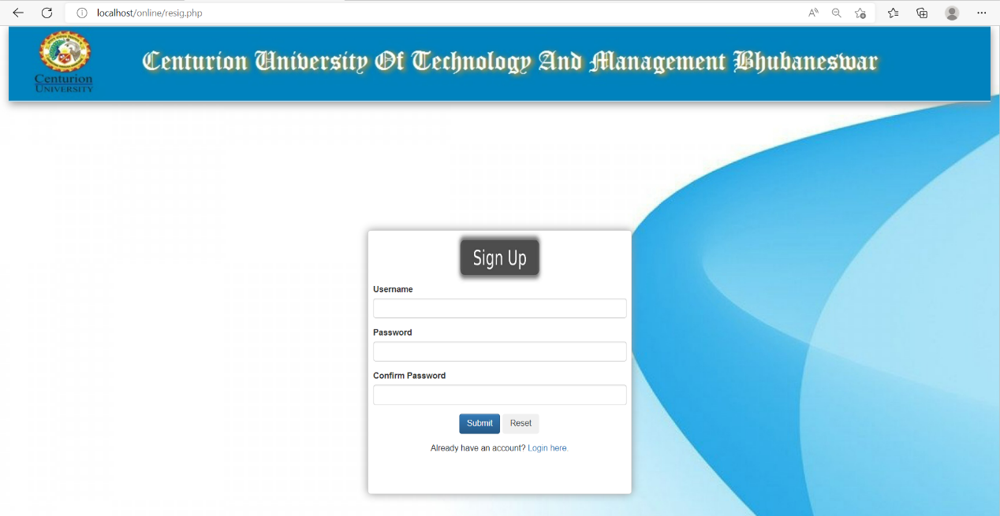 localhost/online/resig.php
Centurion UNIVERSITY
Centurion University Of Technology And Management Bhubaneswar
Sign Up
Username
Password
Confirm Password
Submit Reset
Already have an account? Login here.